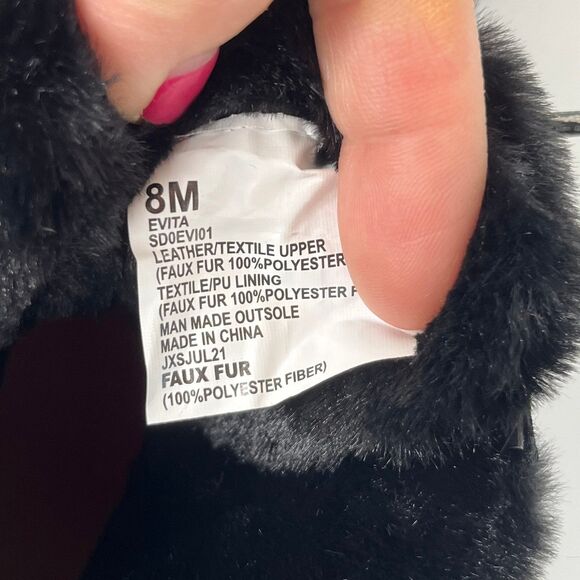 8M
EVITA
SD0EVI01
LEATHER/TEXTILE UPPER
(FAUX FUR 100%POLYESTER
TEXTILE/PU LINING
(FAUX FUR 100%POLYESTER F
MAN MADE OUTSOLE
MADE IN CHINA
JXSJUL21
FAUX FUR
(100%POLYESTER FIBER)